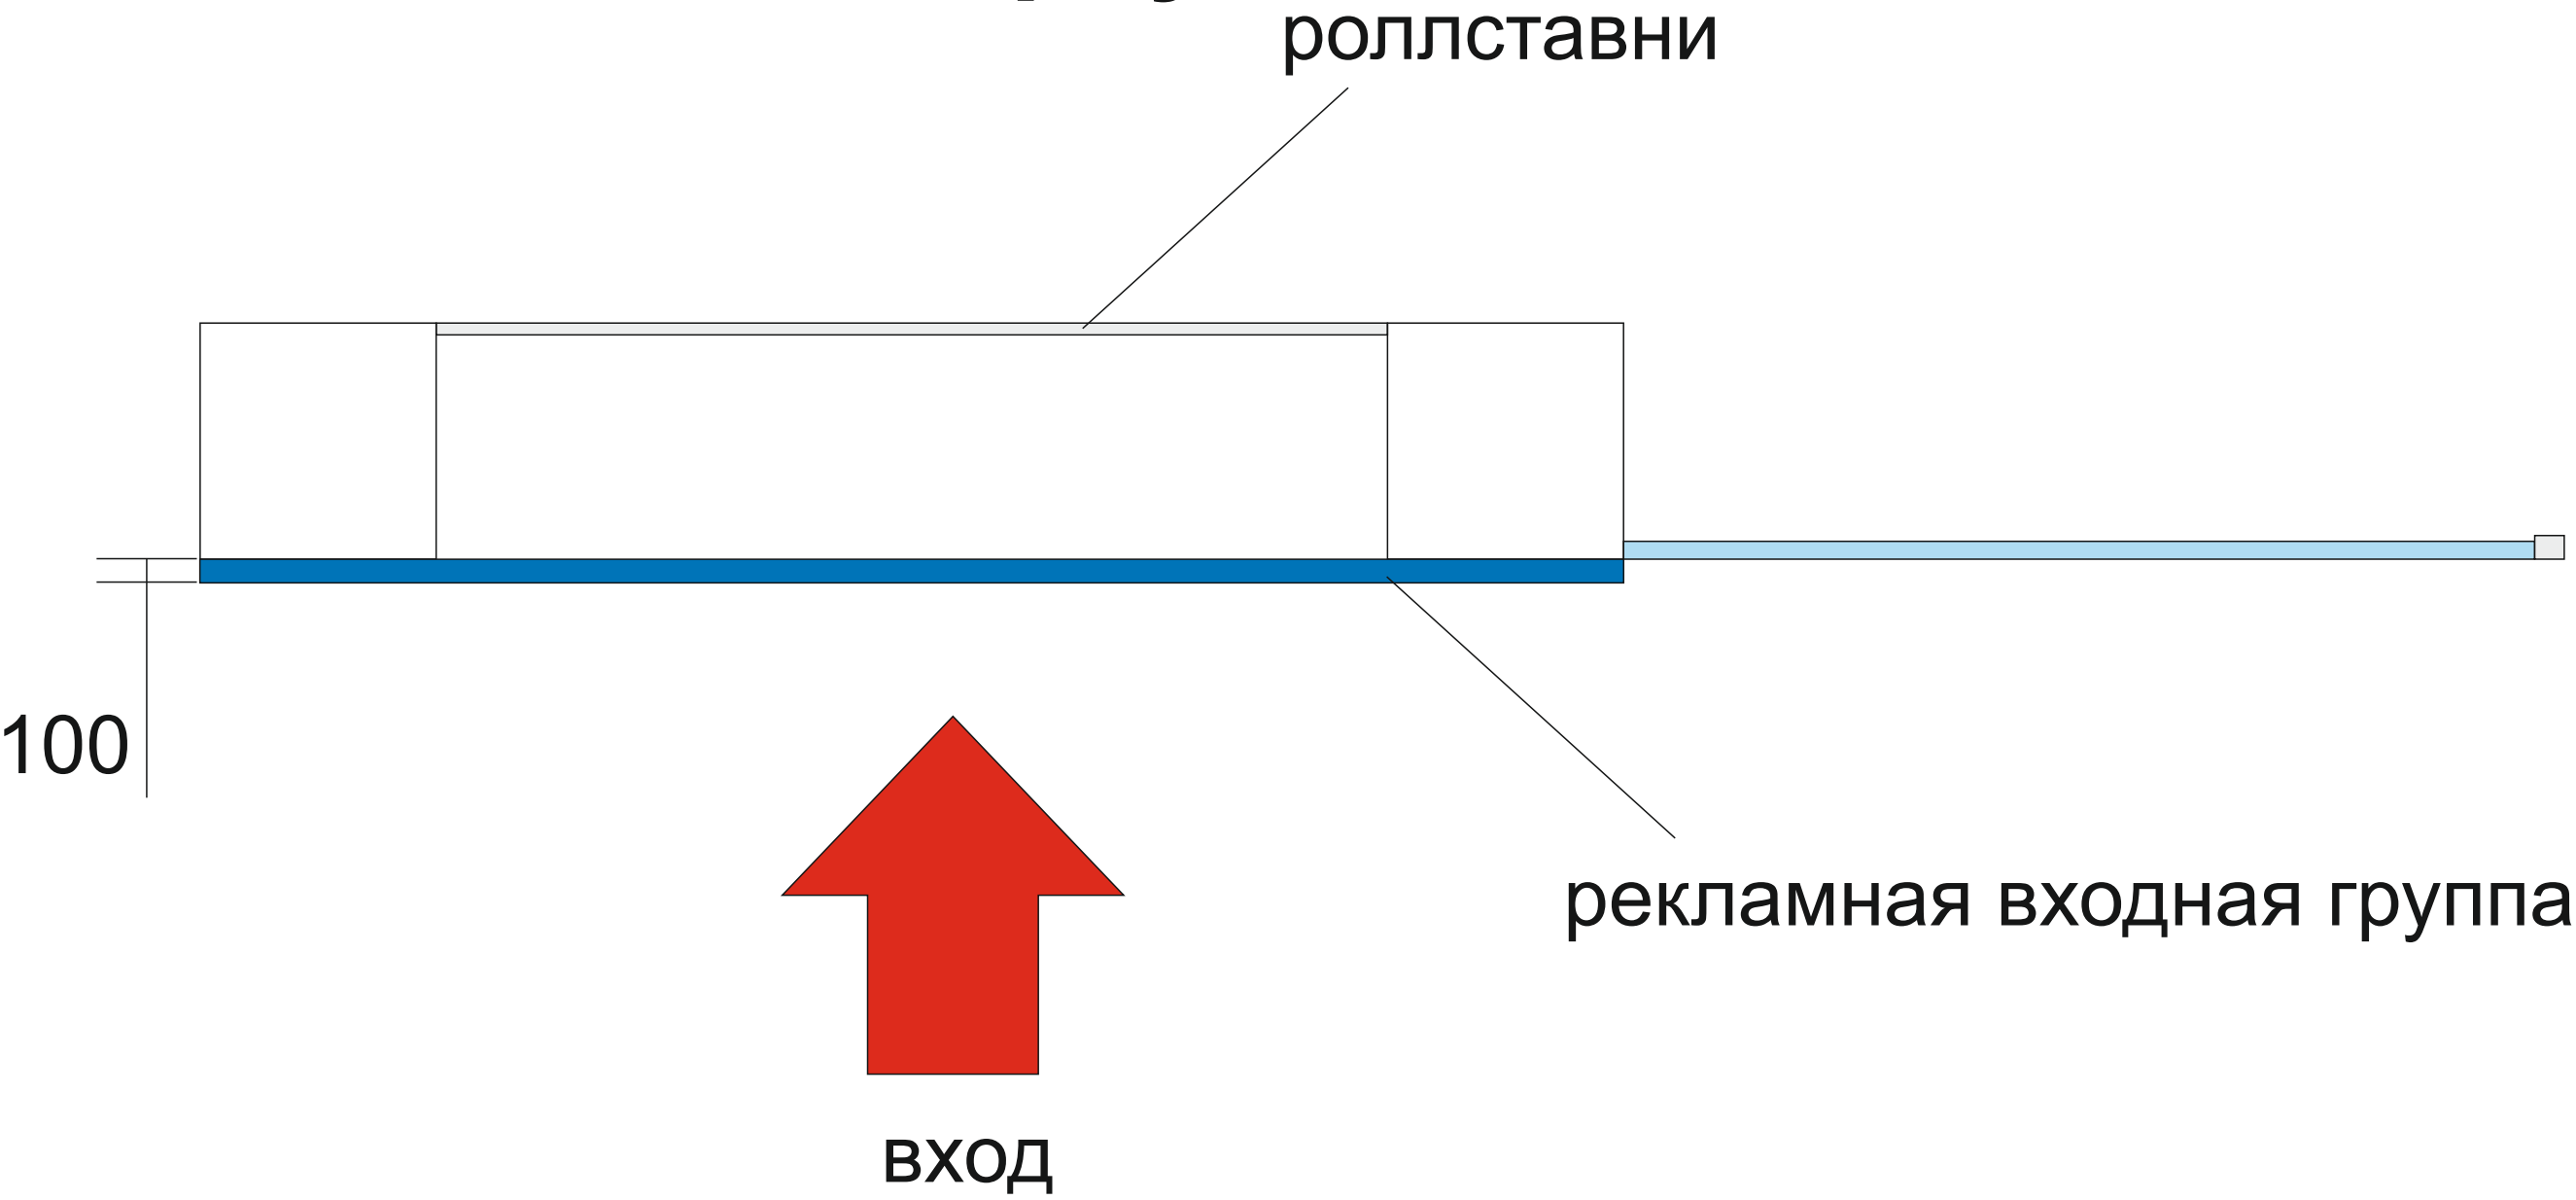 роллставни
100
рекламная входная группа
вход